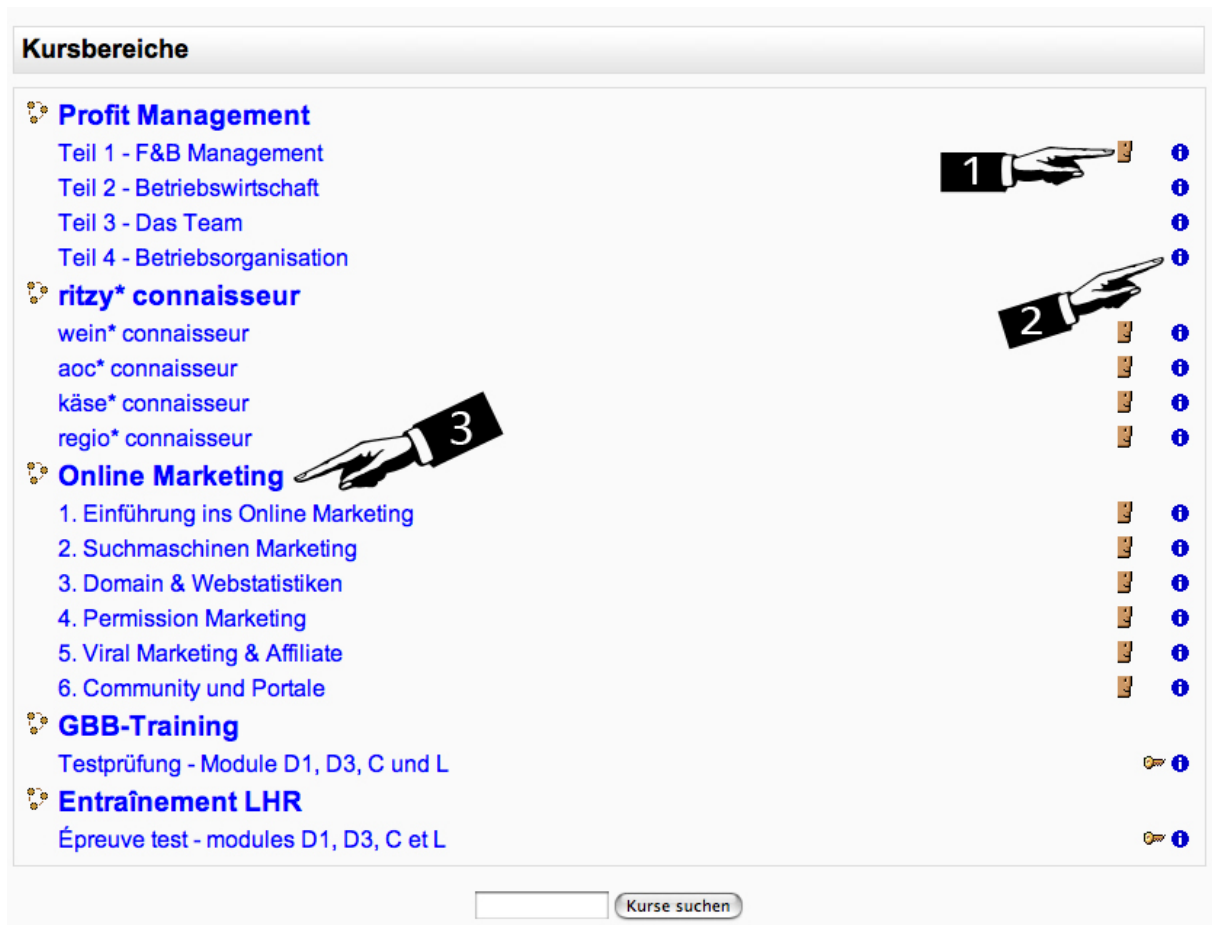 Kursbereiche
Profit Management
Teil 1 - F&B Management
1
Teil 2 - Betriebswirtschaft
Teil 3 - Das Team
Teil 4 - Betriebsorganisation
ritzy* connaisseur
2
wein* connaisseur
aoc* connaisseur
käse* connaisseur
3
regio* connaisseur
Online Marketing
1. Einführung ins Online Marketing
2. Suchmaschinen Marketing
3. Domain & Webstatistiken
4. Permission Marketing
5. Viral Marketing & Affiliate
6. Community und Portale
GBB-Training
Testprüfung - Module D1, D3, C und L
Entraînement LHR
Épreuve test - modules D1, D3, C et L
Kurse suchen